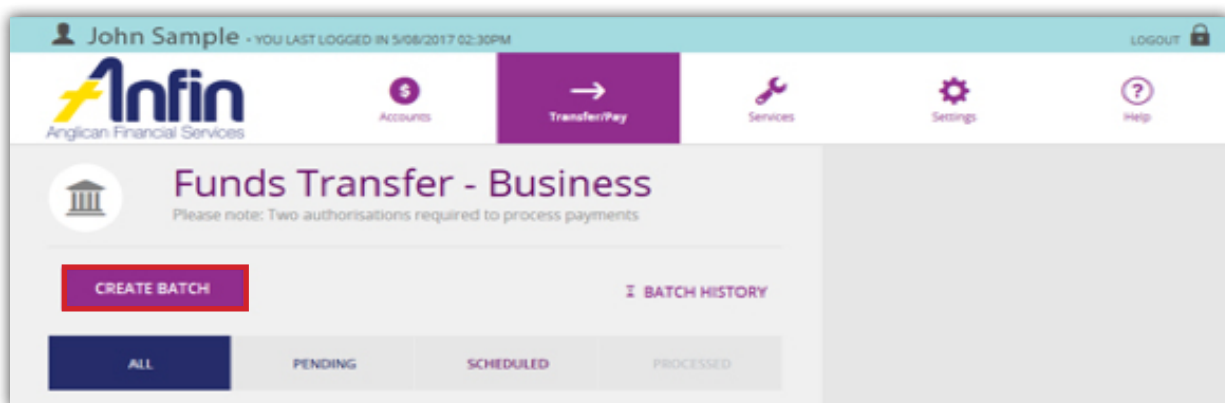 John Sample - YOU LAST LOGGED IN 5/08/2017 02:30PM
LOGOUT
Anfin
Anglican Financial Services
Accounts
Transfer/Pay
Services
Settings
Help
Funds Transfer - Business
Please note: Two authorisations required to process payments
CREATE BATCH
BATCH HISTORY
ALL
PENDING
SCHEDULED
PROCESSED